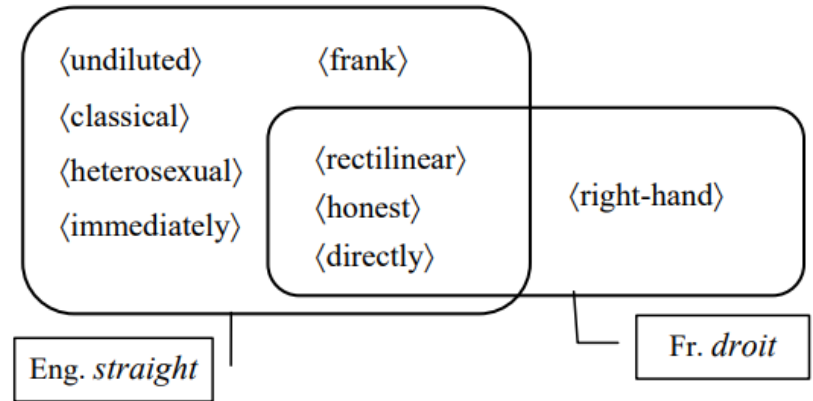 ⟨undiluted⟩ ⟨frank⟩
⟨classical⟩
⟨rectilinear⟩
⟨heterosexual⟩
⟨right-hand⟩
⟨honest⟩
⟨immediately⟩
⟨directly⟩
Eng. straight
Fr. droit